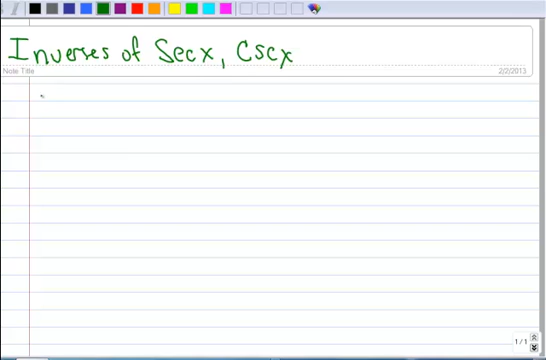 Inverses of Secx, Cscx
Note Title
2/2/2013
1/1